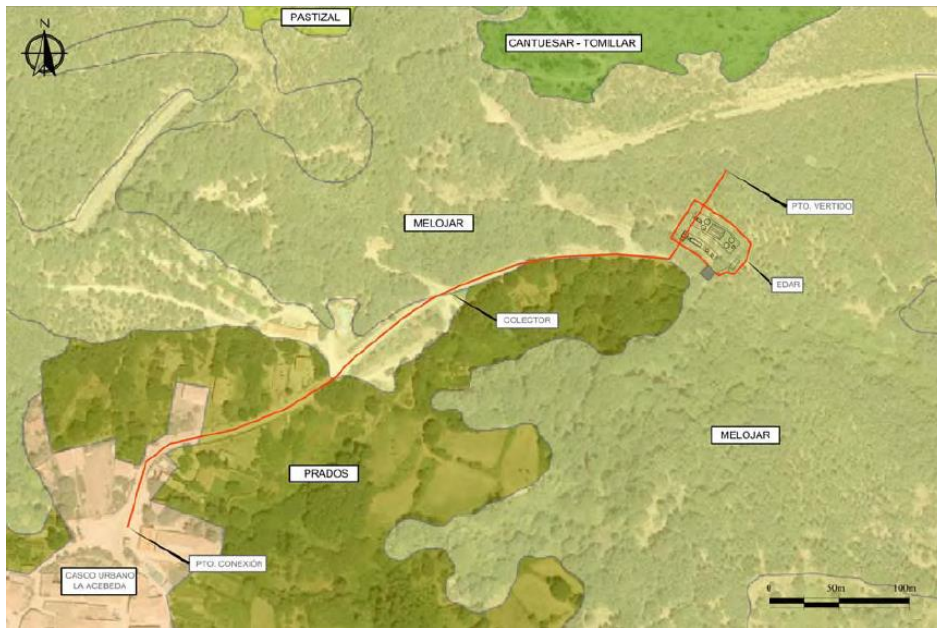 PASTIZAL
N
CANTUESAR - TOMILLAR
PTO. VERTIDO
MELOJAR
EDAR
COLECTOR
MELOJAR
PRADOS
PTO. CONEXIÓN
CASCO URBANO
LA ACEBEDA
0 50m 100m